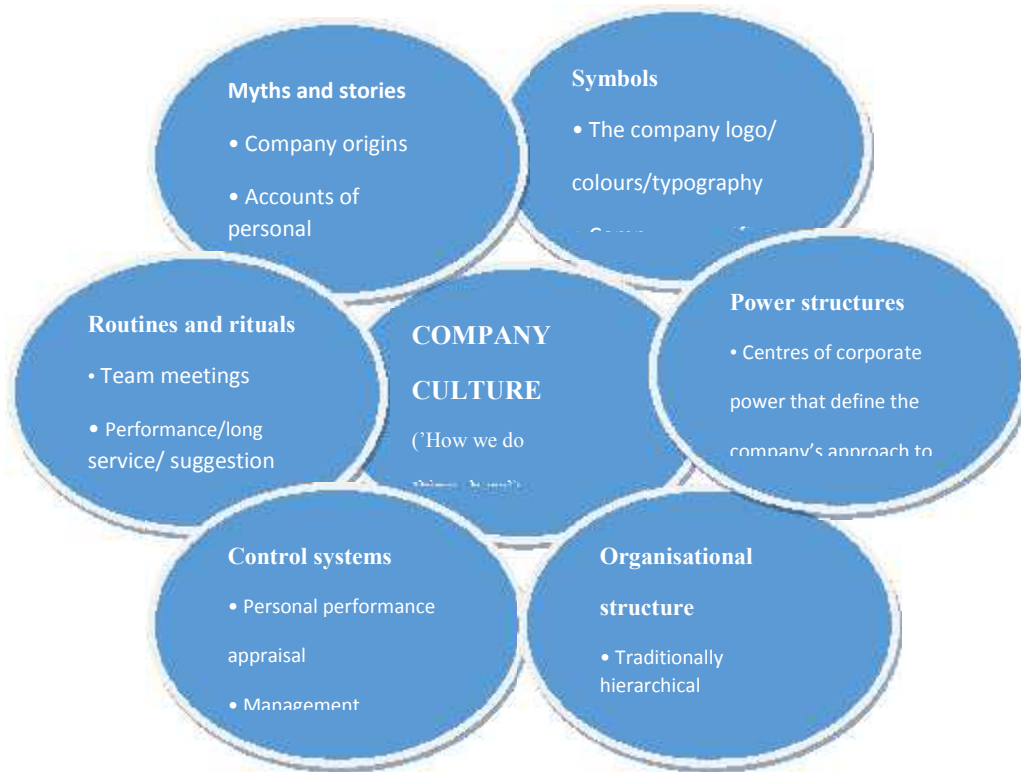 Myths and stories
• Company origins
• Accounts of
personal
Symbols
• The company logo/
colours/typography
Routines and rituals
• Team meetings
• Performance/long
service/ suggestion
COMPANY
CULTURE
('How we do
Power structures
• Centres of corporate
power that define the
company's approach to
Control systems
• Personal performance
appraisal
• Management
Organisational
structure
• Traditionally
hierarchical